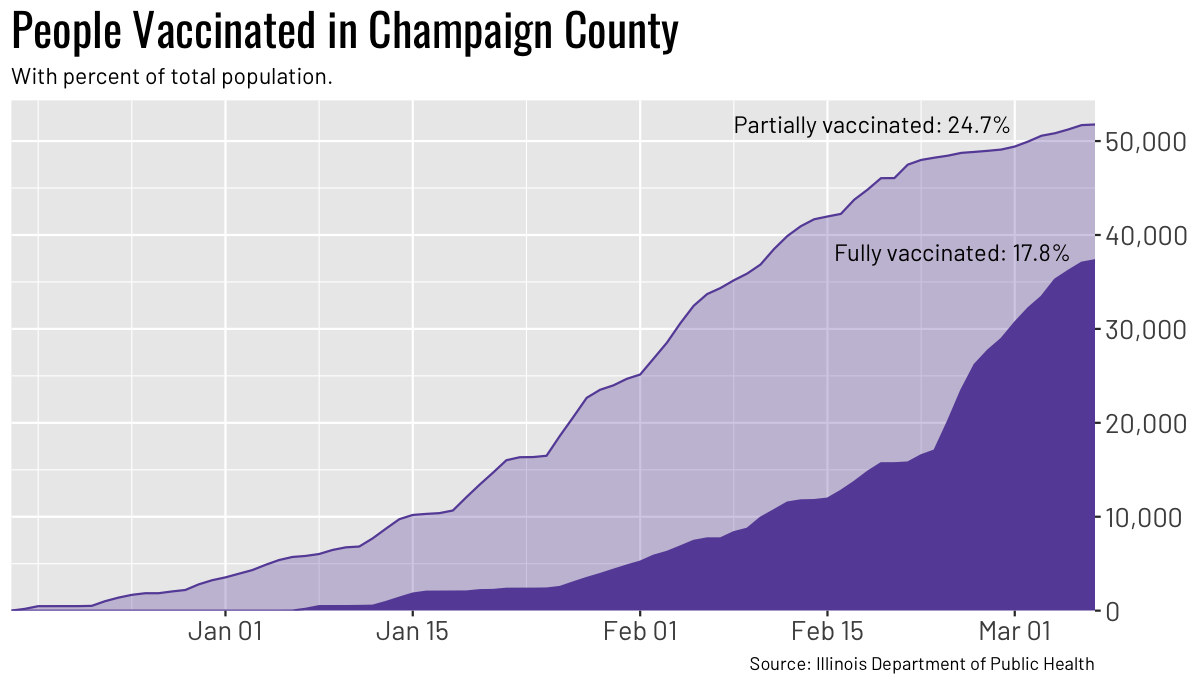 People Vaccinated in Champaign County
With percent of total population.
Partially vaccinated: 24.7%
50,000
40,000
Fully vaccinated: 17.8%
30,000
20,000
10,000
0
Jan 01 Jan 15 Feb 01 Feb 15 Mar 01
Source: Illinois Department of Public Health